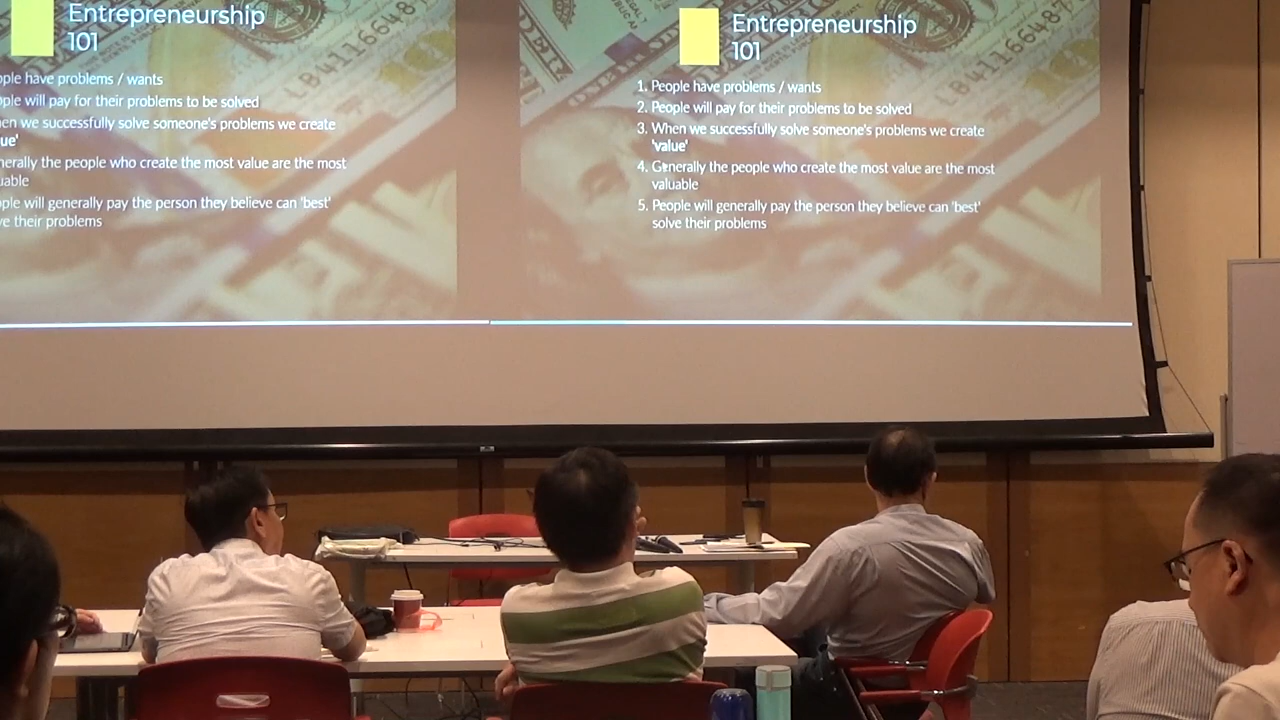 Entrepreneurship
101
ople have problems / wants
ople will pay for their problems to be solved
en we successfully solve someone's problems we create
ue'
nerally the people who create the most value are the most
uable
ople will generally pay the person they believe can 'best'
ve their problems
LB4116648
Entrepreneurship
101
1. People have problems / wants
2. People will pay for their problems to be solved
3. When we successfully solve someone's problems we create
'value'
4. Generally the people who create the most value are the most
valuable
5. People will generally pay the person they believe can 'best'
solve their problems
LB41166487